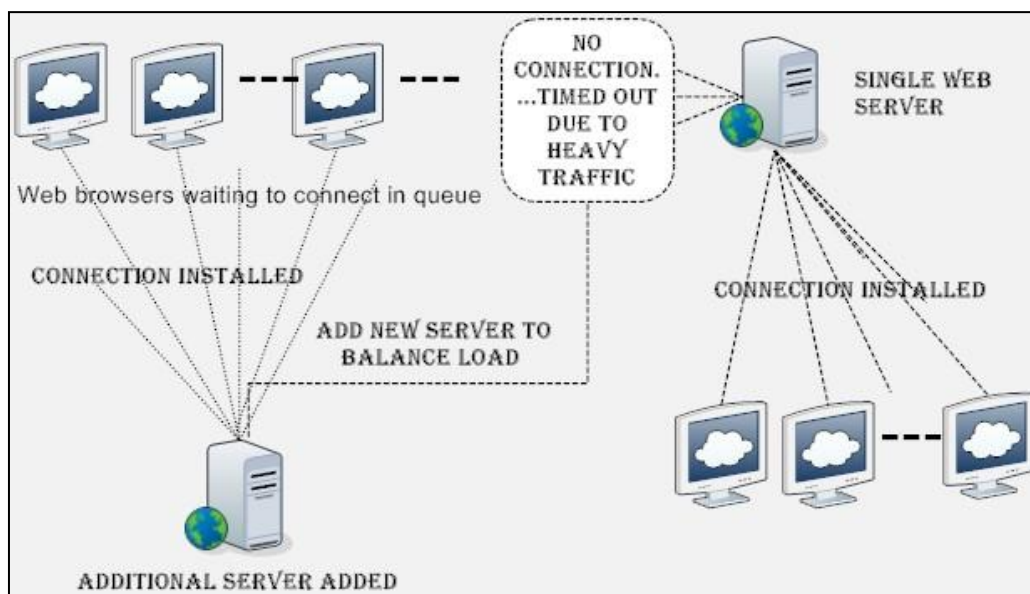 NO
CONNECTION.
...TIMED OUT
DUE TO
HEAVY
TRAFFIC
SINGLE WEB
SERVER
Web browsers waiting to connect in queue
CONNECTION INSTALLED
CONNECTION INSTALLED
ADD NEW SERVER TO
BALANCE LOAD
ADDITIONAL SERVER ADDED